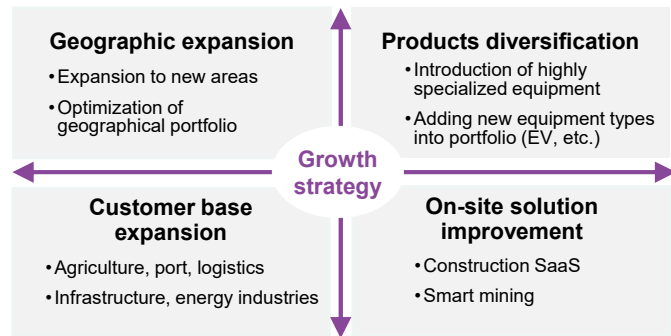 Geographic expansion
•Expansion to new areas
•Optimization of
geographical portfolio
Products diversification
•Introduction of highly
specialized equipment
•Adding new equipment types
into portfolio (EV, etc.)
Growth
strategy
Customer base
expansion
•Agriculture, port, logistics
•Infrastructure, energy industries
On-site solution
improvement
•Construction SaaS
•Smart mining